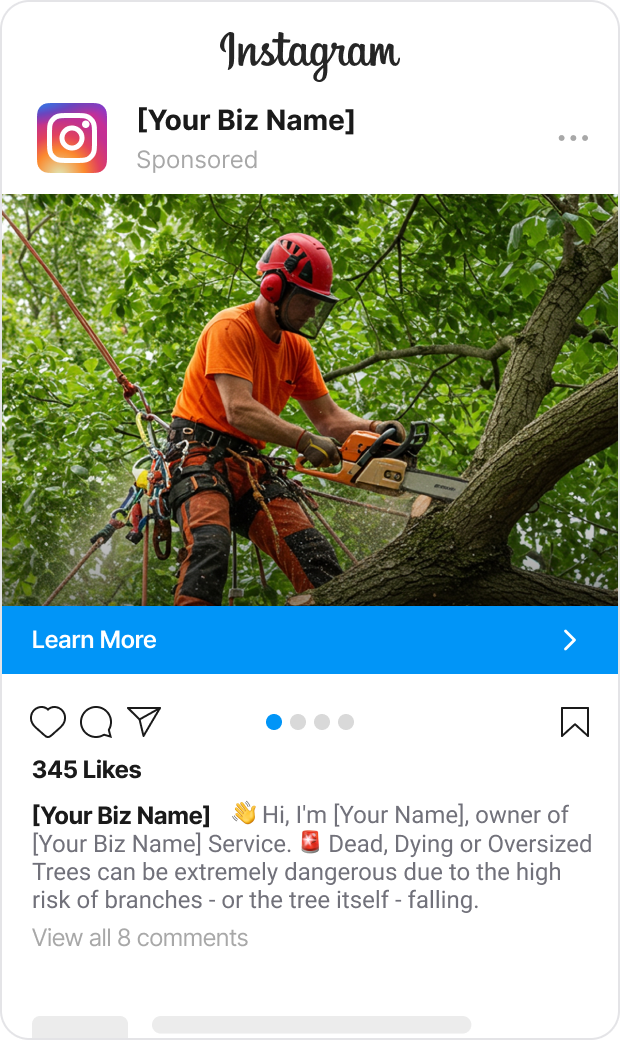 Instagram
[Your Biz Name]
Sponsored
Learn More
345 Likes
[Your Biz Name] 👋 Hi, I'm [Your Name], owner of
[Your Biz Name] Service. 🚨 Dead, Dying or Oversized
Trees can be extremely dangerous due to the high
risk of branches - or the tree itself - falling.
View all 8 comments